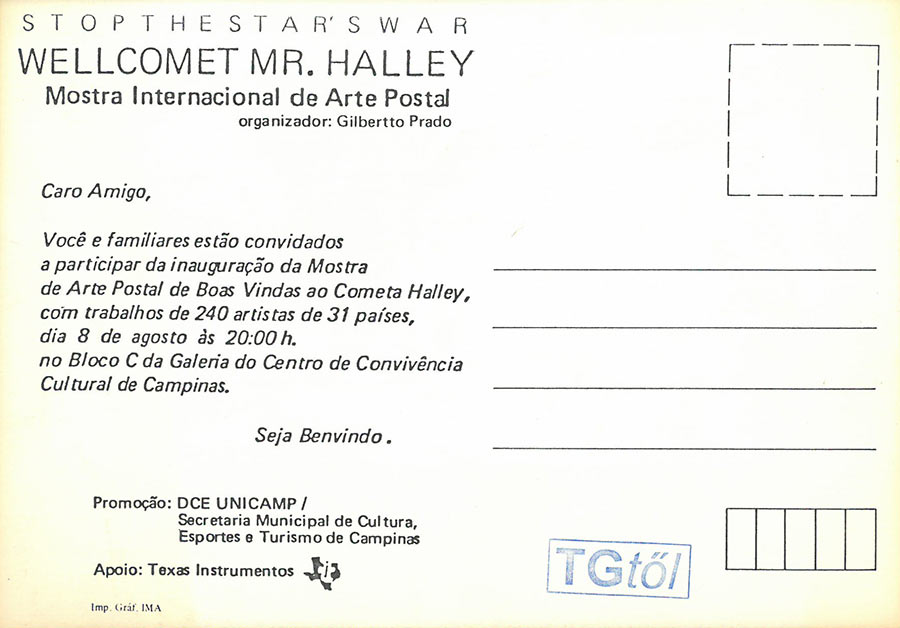 STOPTHESTAR'SWAR
WELLCOMET MR. HALLEY
Mostra Internacional de Arte Postal
organizador: Gilbertto Prado
Caro Amigo,
Você e familiares estão convidados
a participar da inauguração da Mostra
de Arte Postal de Boas Vindas ao Cometa Halley,
com trabalhos de 240 artistas de 31 países,
dia 8 de agosto às 20:00 h.
no Bloco C da Galeria do Centro de Convivência
Cultural de Campinas.
Seja Benvindo.
Promoção: DCE UNICAMP /
Secretaria Municipal de Cultura,
Esportes e Turismo de Campinas
Apoio: Texas Instruments
Imp. Gráf. IMA
TGtől